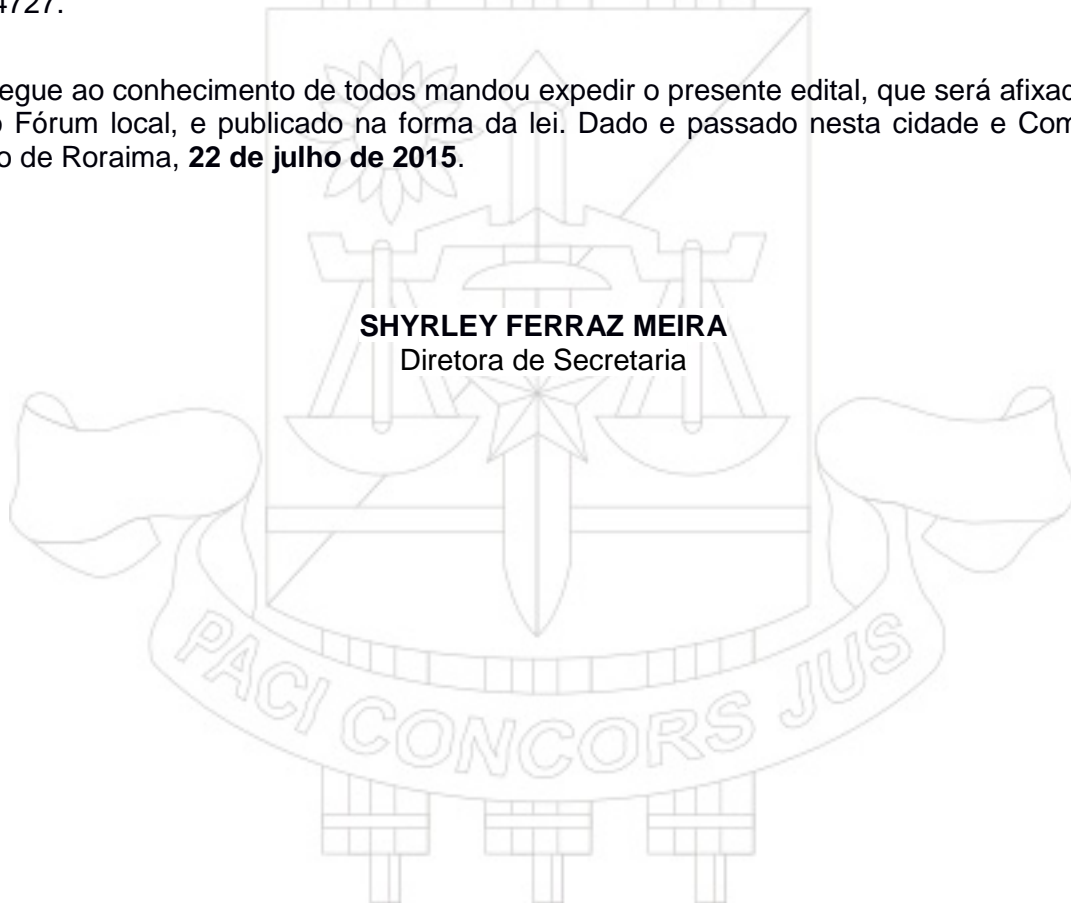 4727.
egue ao conhecimento de todos mandou expedir o presente edital, que será afixac
o Fórum local, e publicado na forma da lei. Dado e passado nesta cidade e Com
o de Roraima, 22 de julho de 2015.
SHYRLEY FERRAZ MEIRA
Diretora de Secretaria
PACI CONCORS JUS